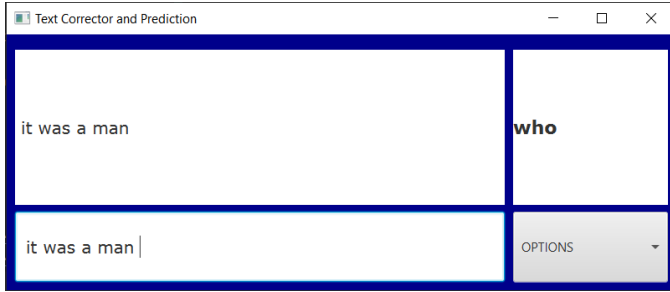 Text Corrector and Prediction
it was a man
who
it was a man
OPTIONS